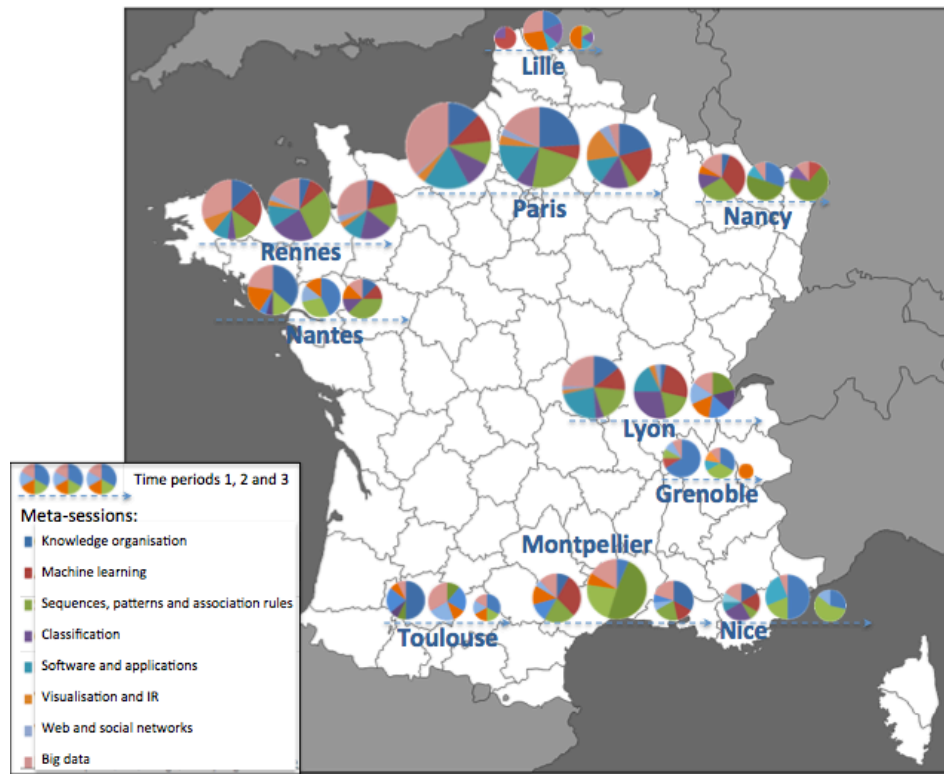 Lille
Paris
Nancy
Rennes
Nantes
Lyon
Grenoble
Montpellier
Toulouse
Nice
Time periods 1, 2 and 3
Meta-sessions:
Knowledge organisation
Machine learning
Sequences, patterns and association rules
Classification
Software and applications
Visualisation and IR
Web and social networks
Big data